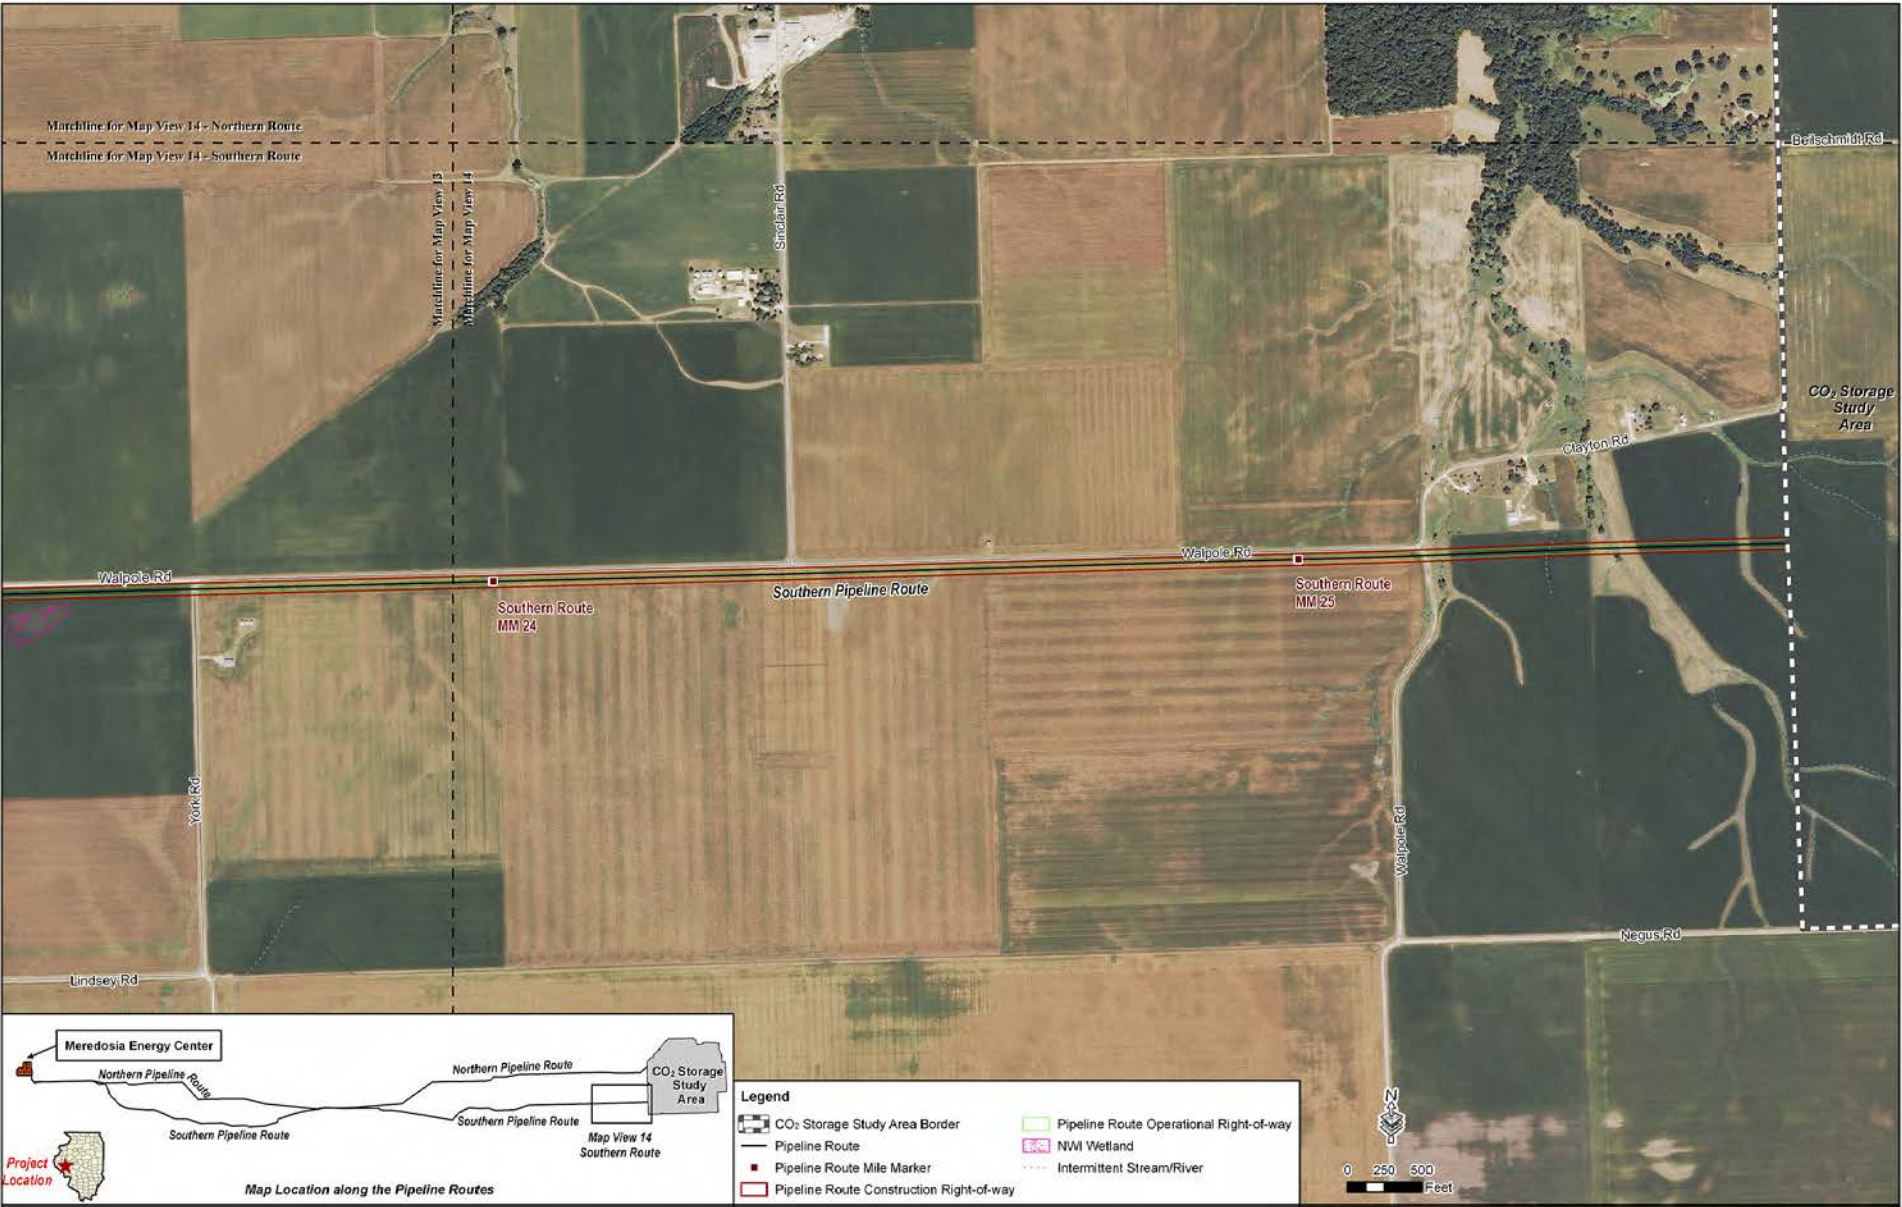 Matchline for Map View 14 - Northern Route
Matchline for Map View 14 - Southern Route
Matchline for Map View 13
Matchline for Map View 14
Sinclair Rd
Beilschmidt Rd
CO₂ Storage
Study
Area
Clayton Rd
Walpole Rd
Walpole Rd
Southern Pipeline Route
Southern Route
MM 24
Southern Route
MM 25
York Rd
Walpole Rd
Negus Rd
Lindsey Rd
Meredosia Energy Center
Northern Pipeline Route
Northern Pipeline Route
CO₂ Storage
Study
Area
Southern Pipeline Route
Southern Pipeline Route
Map View 14
Southern Route
Project
Location
Map Location along the Pipeline Routes
Legend
CO₂ Storage Study Area Border
Pipeline Route
Pipeline Route Mile Marker
Pipeline Route Construction Right-of-way
Pipeline Route Operational Right-of-way
NWI Wetland
Intermittent Stream/River
N
0 250 500
Feet